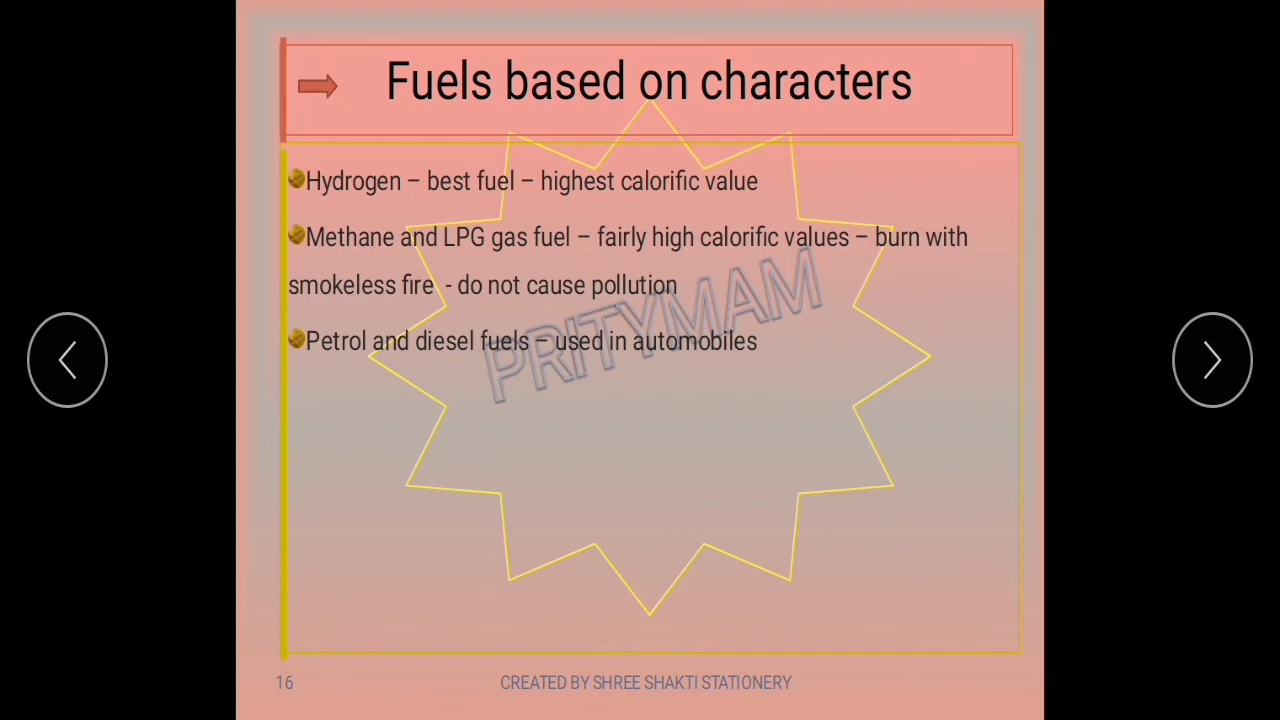 Fuels based on characters
Hydrogen – best fuel – highest calorific value
Methane and LPG gas fuel – fairly high calorific values – burn with
smokeless fire - do not cause pollution
Petrol and diesel fuels – used in automobiles
PRITYMAM
16
CREATED BY SHREE SHAKTI STATIONERY